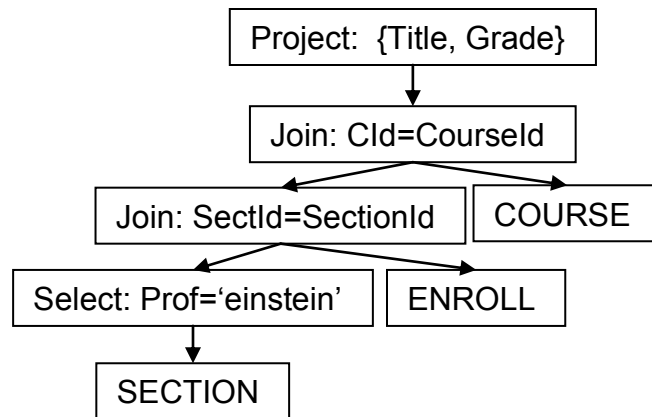 Project:  {Title, Grade}
Join: CId=CourseId
Join: SectId=SectionId
COURSE
Select: Prof=‘einstein’
ENROLL
SECTION